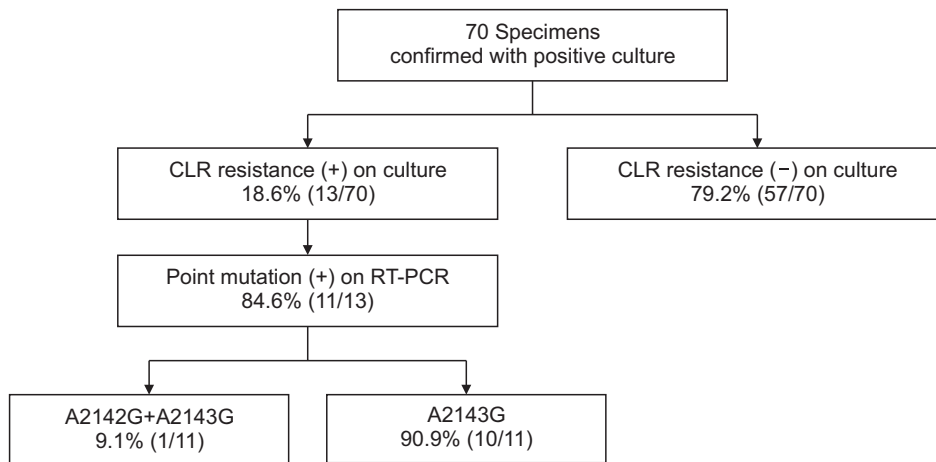 70 Specimens
confirmed with positive culture
CLR resistance (+) on culture
18.6% (13/70)
CLR resistance (−) on culture
79.2% (57/70)
Point mutation (+) on RT-PCR
84.6% (11/13)
A2142G+A2143G
9.1% (1/11)
A2143G
90.9% (10/11)